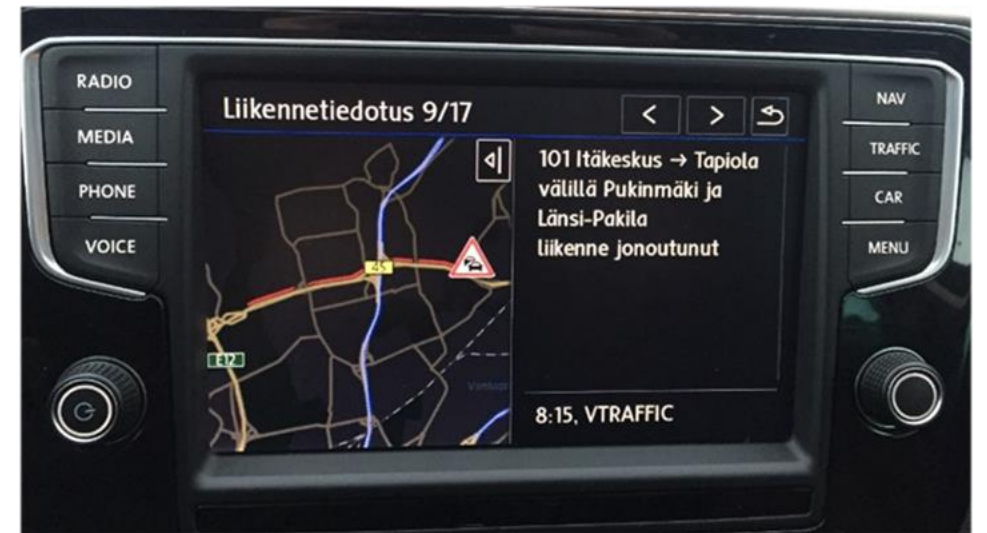 RADIO
MEDIA
PHONE
VOICE
Liikennetiedotus 9/17
< >
45
E12
101 Itäkeskus → Tapiola
välillä Pukinmäki ja
Länsi-Pakila
liikenne jonoutunut
8:15, VTRAFFIC
NAV
TRAFFIC
CAR
MENU